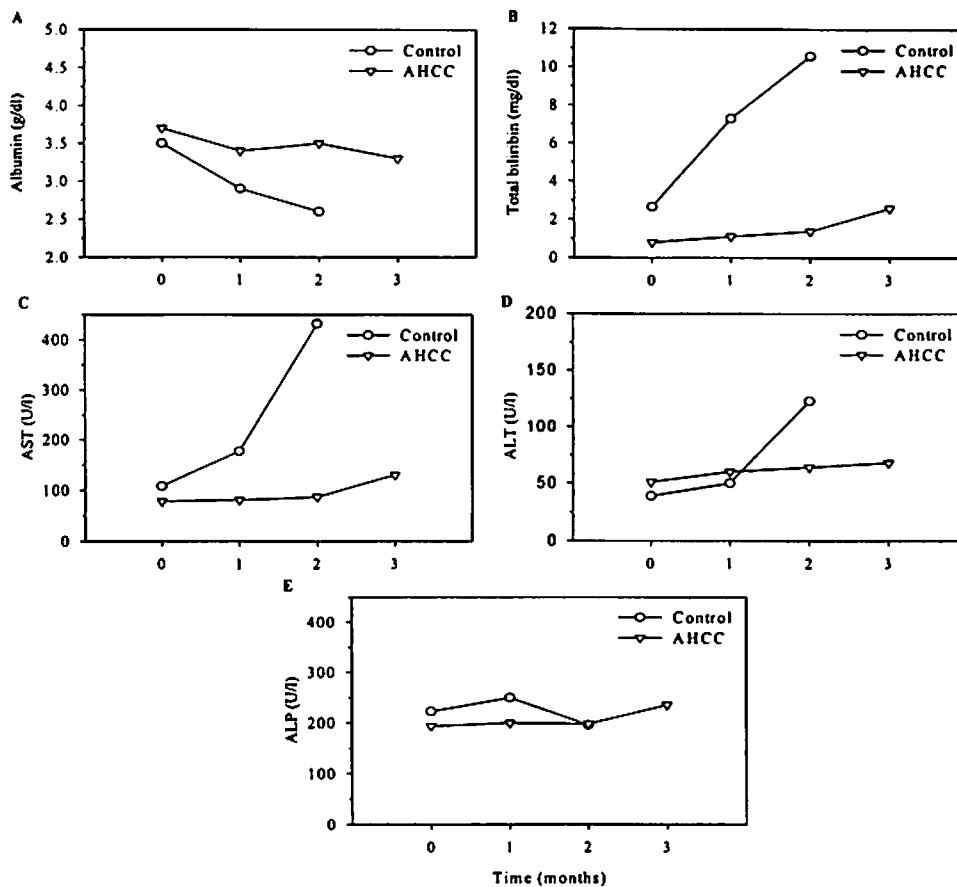 A
Albumin (g/dl)
5.0
4.5
4.0
3.5
3.0
2.5
2.0
0 1 2 3
Control
AHCC
B
Total biliribin (mg/dl)
12
10
8
6
4
2
0
0 1 2 3
Control
AHCC
C
AST (U/l)
400
300
200
100
0
0 1 2 3
Control
AHCC
D
ALT (U/l)
200
150
100
50
0
0 1 2 3
Control
AHCC
E
ALP (U/l)
400
300
200
100
0
0 1 2 3
Control
AHCC
Time (months)